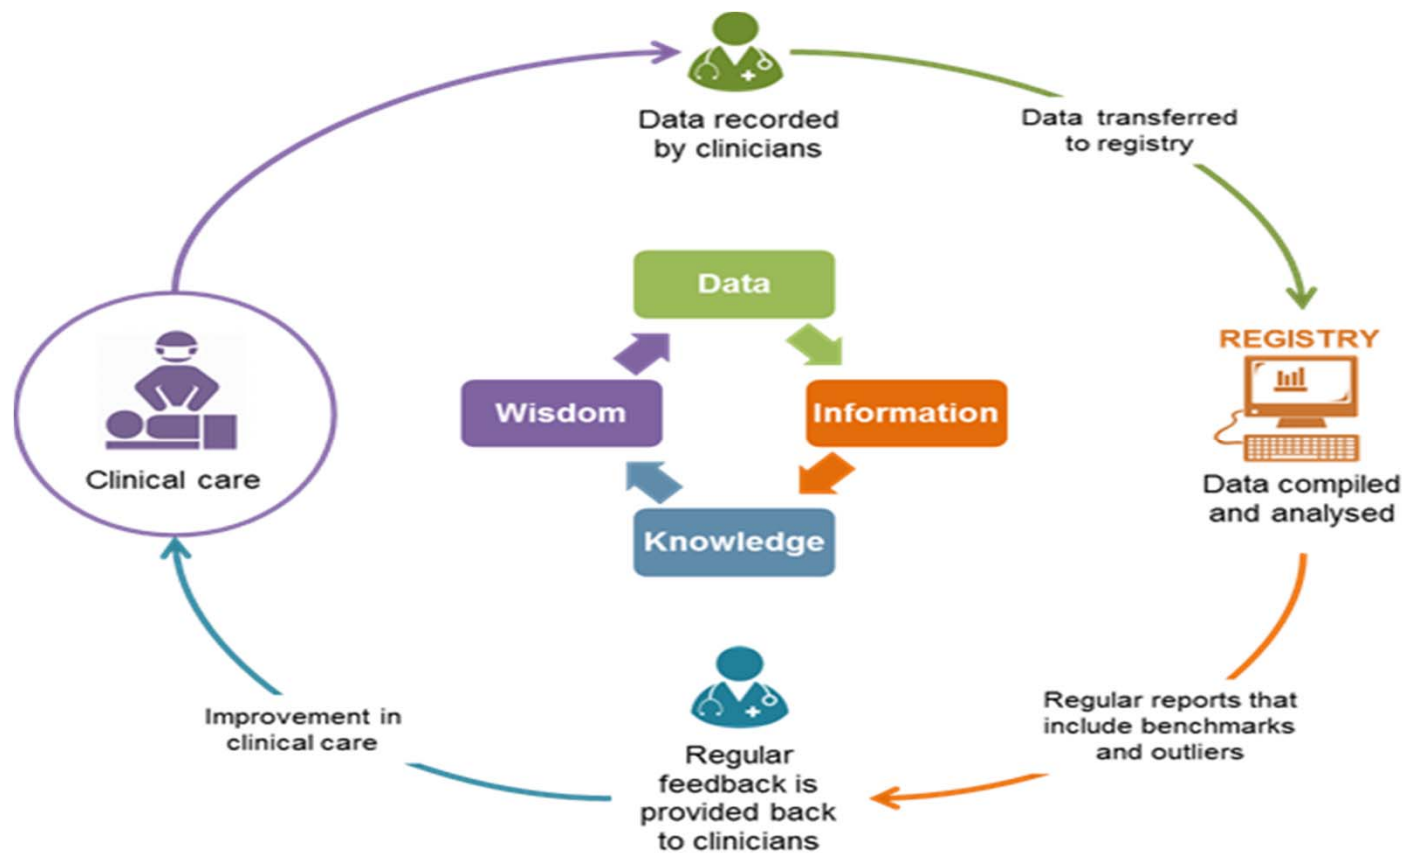 Data recorded
by clinicians
Data transferred
to registry
Data
Wisdom
Information
Knowledge
REGISTRY
Data compiled
and analysed
Clinical care
Regular reports that
include benchmarks
and outliers
Regular
feedback is
provided back
to clinicians
Improvement in
clinical care